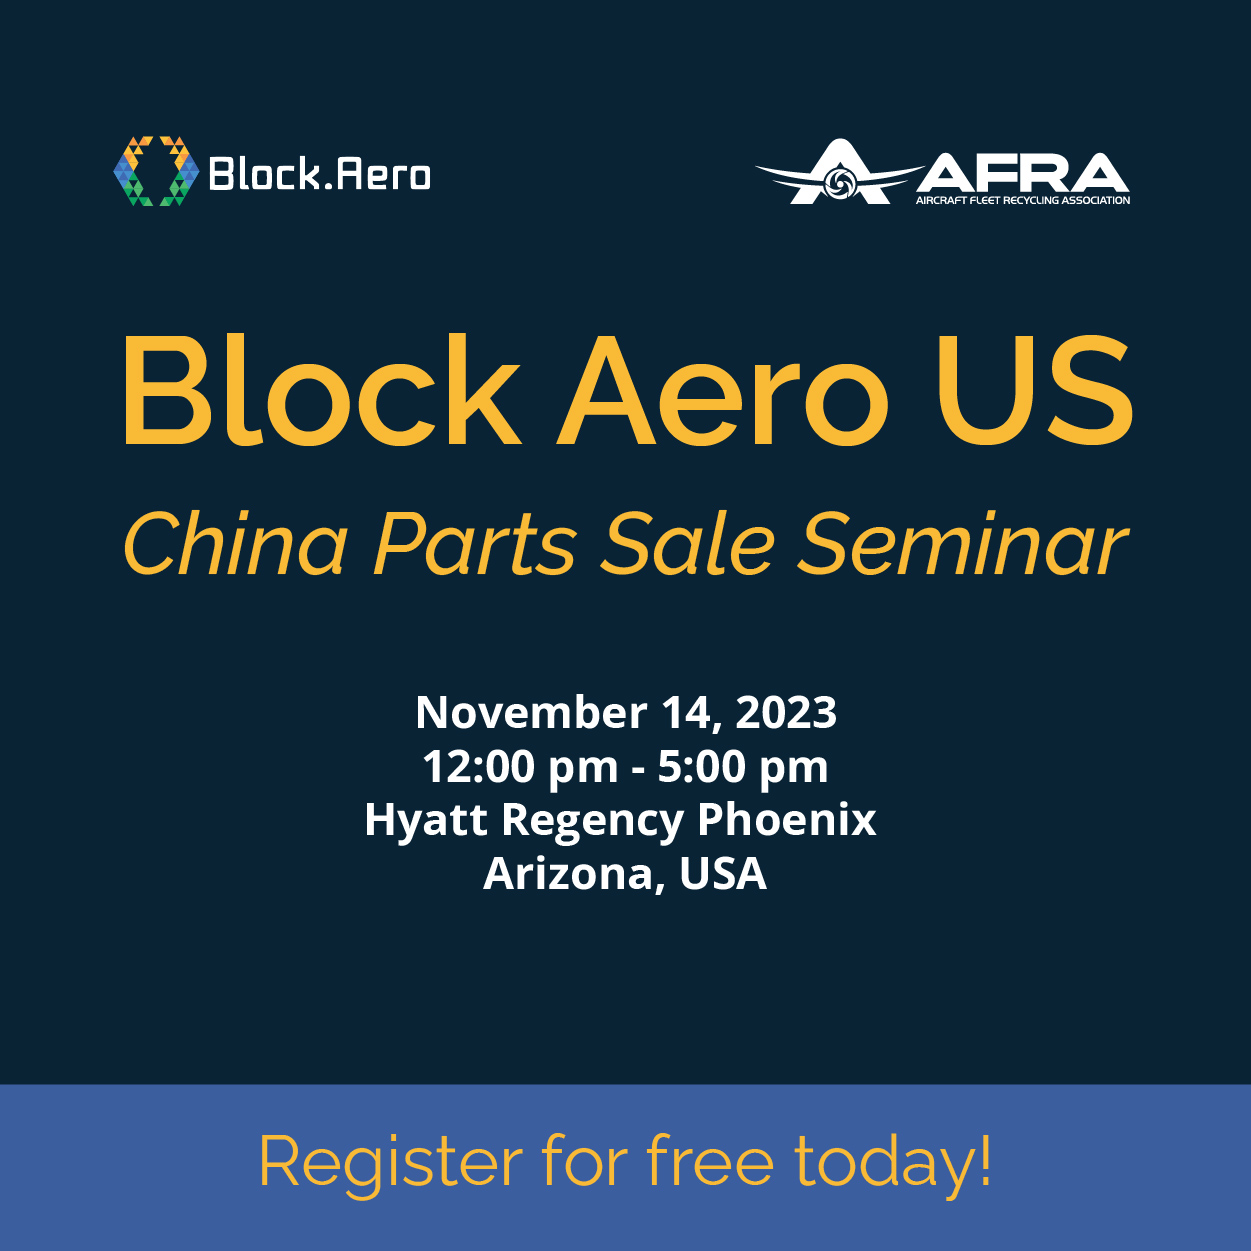 Block.Aero
AFRA
AIRCRAFT FLEET RECYCLING ASSOCIATION
Block Aero US
China Parts Sale Seminar
November 14, 2023
12:00 pm - 5:00 pm
Hyatt Regency Phoenix
Arizona, USA
Register for free today!